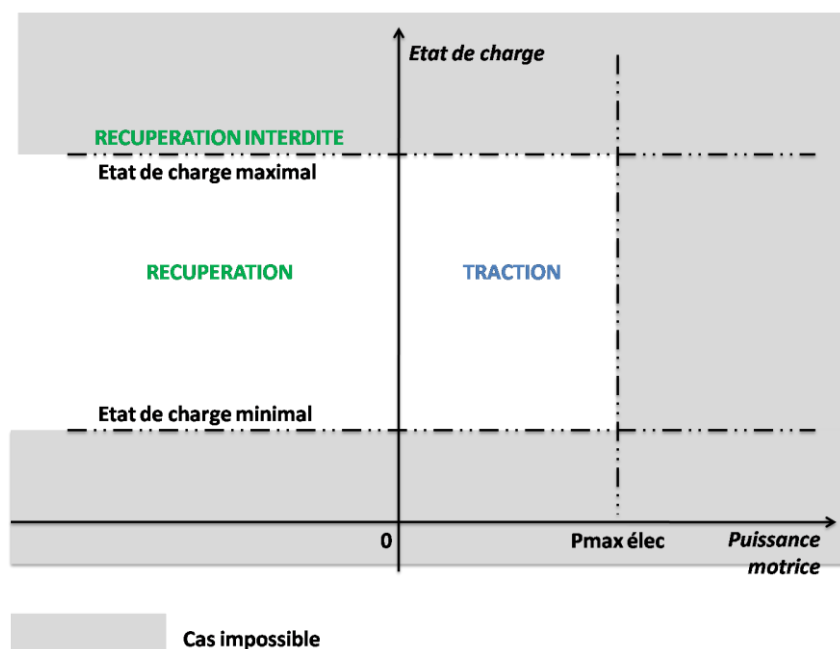 Etat de charge
RECUPERATION INTERDITE
Etat de charge maximal
RECUPERATION
TRACTION
Etat de charge minimal
0
Pmax élec
Puissance
motrice
Cas impossible